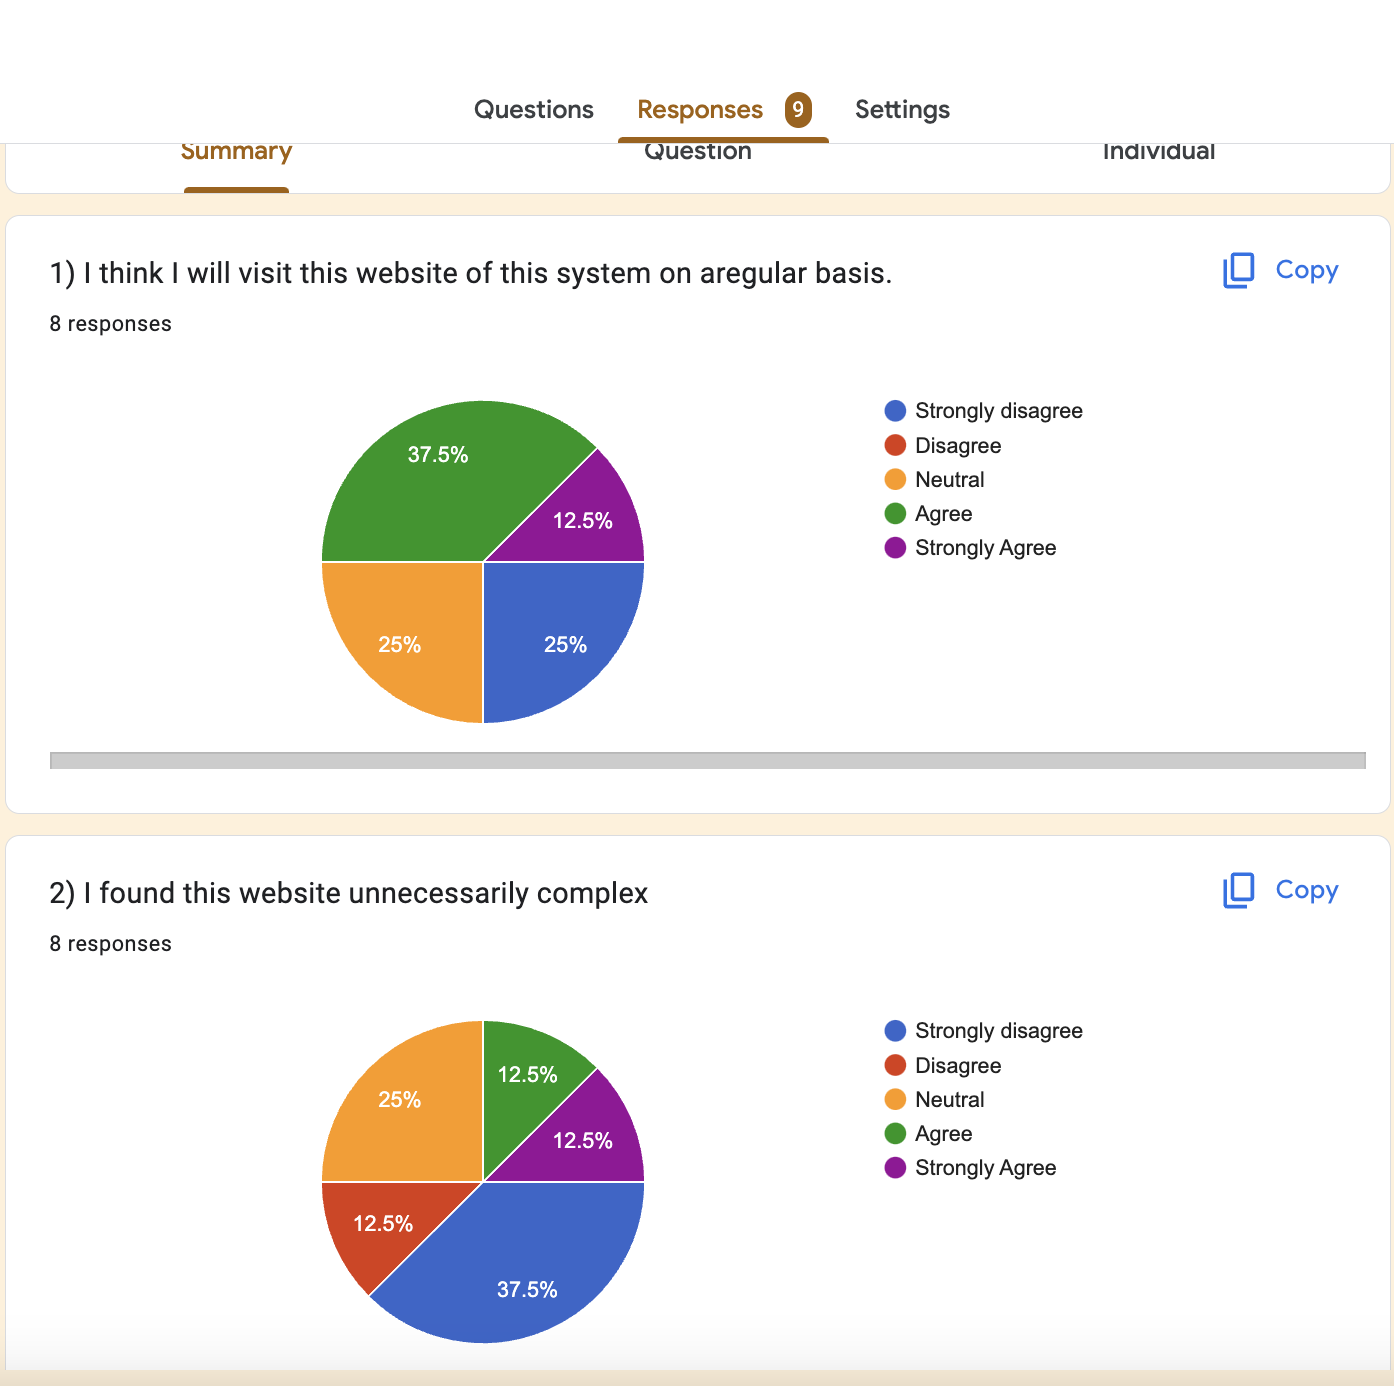 Questions Responses 9 Settings
Summary Question Individual
1) I think I will visit this website of this system on aregular basis.
Copy
8 responses
37.5%
12.5%
25%
25%
Strongly disagree
Disagree
Neutral
Agree
Strongly Agree
2) I found this website unnecessarily complex
Copy
8 responses
12.5%
25%
12.5%
12.5%
37.5%
Strongly disagree
Disagree
Neutral
Agree
Strongly Agree